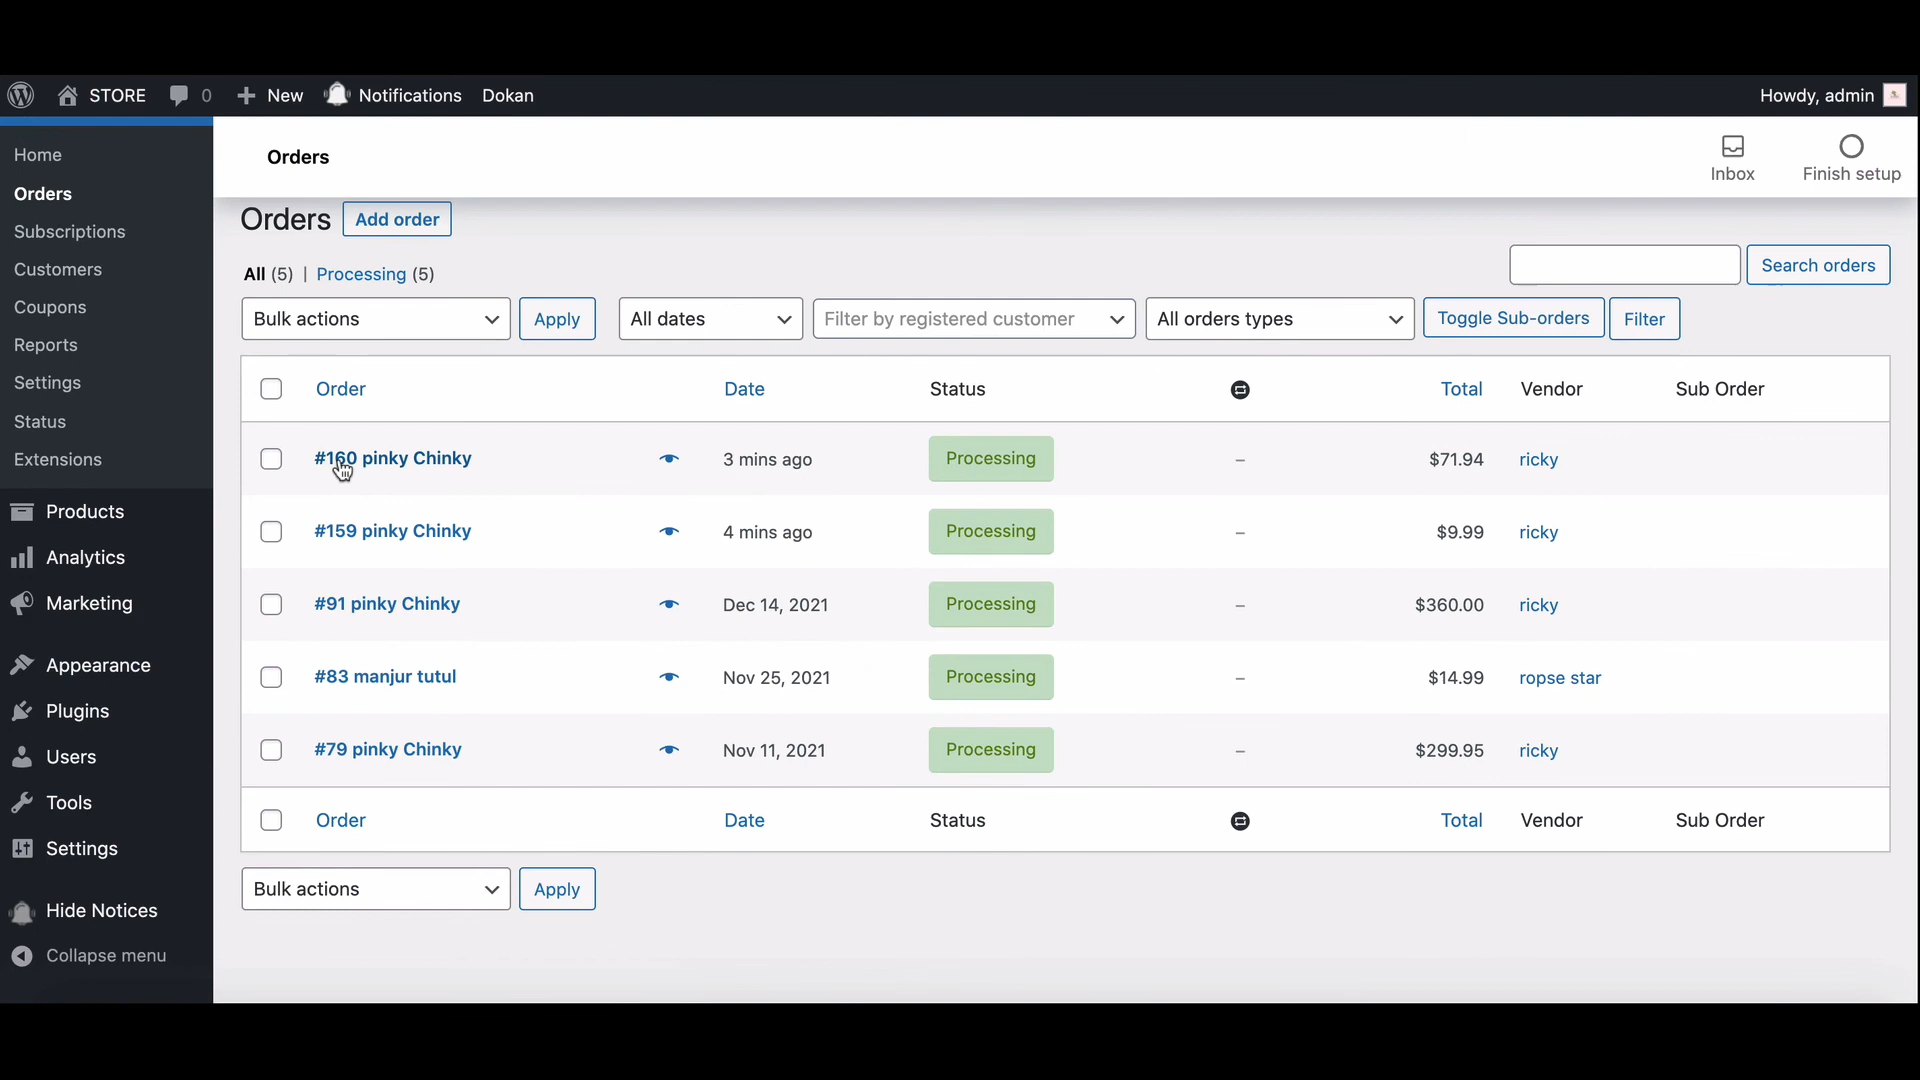 STORE 0 New Notifications Dokan Howdy, admin
Home
Orders
Subscriptions
Customers
Coupons
Reports
Settings
Status
Extensions
Products
Analytics
Marketing
Appearance
Plugins
Users
Tools
Settings
Hide Notices
Collapse menu
Orders
Inbox
Finish setup
Orders Add order
All (5) | Processing (5)
Search orders
Bulk actions Apply All dates Filter by registered customer All orders types Toggle Sub-orders Filter
Order Date Status Total Vendor Sub Order
#160 pinky Chinky 3 mins ago Processing – $71.94 ricky
#159 pinky Chinky 4 mins ago Processing – $9.99 ricky
#91 pinky Chinky Dec 14, 2021 Processing – $360.00 ricky
#83 manjur tutul Nov 25, 2021 Processing – $14.99 ropse star
#79 pinky Chinky Nov 11, 2021 Processing – $299.95 ricky
Order Date Status Total Vendor Sub Order
Bulk actions Apply